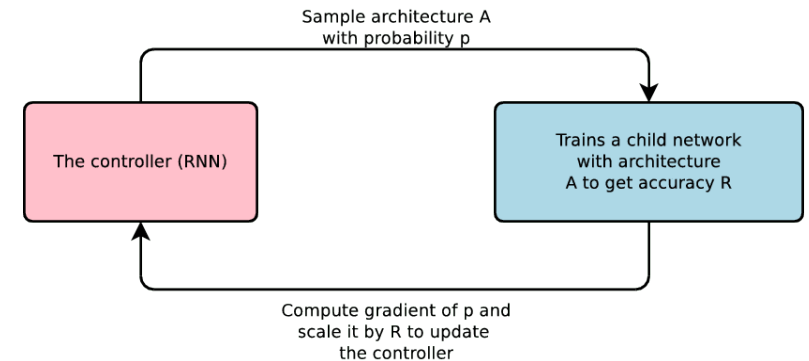 Sample architecture A
with probability p
The controller (RNN)
Trains a child network
with architecture
A to get accuracy R
Compute gradient of p and
scale it by R to update
the controller